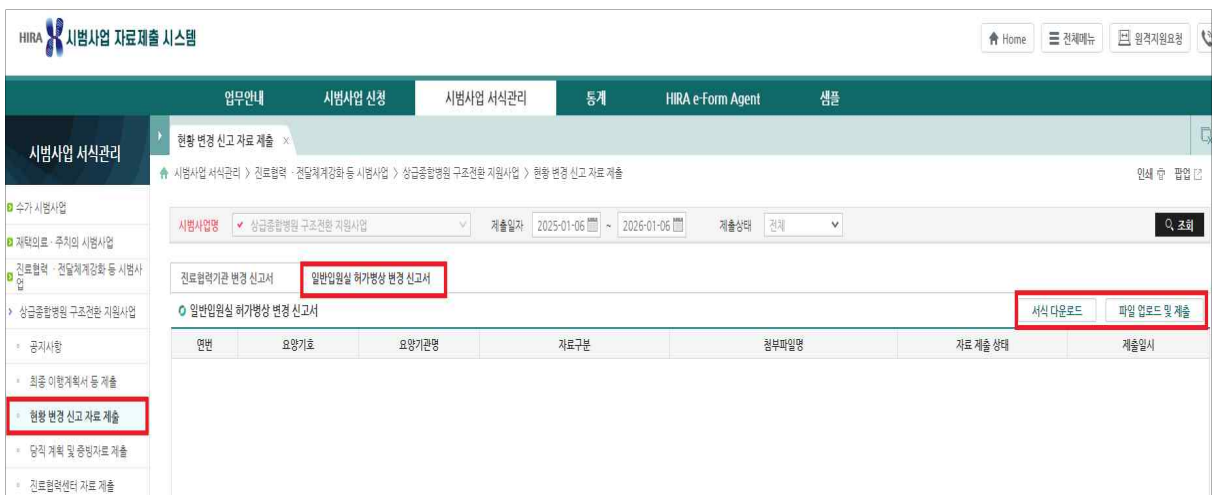 HIRA 시범사업 자료제출 시스템
Home 전체메뉴 원격지원요청
업무안내 시범사업 신청 시범사업 서식관리 통계 HIRA e-Form Agent 샘플
시범사업 서식관리
현황 변경 신고 자료 제출 ×
시범사업 서식관리 > 진료협력 · 전달체계강화 등 시범사업 > 상급종합병원 구조전환 지원사업 > 현황 변경 신고 자료 제출
인쇄 팝업
수가 시범사업
재택의료 · 주치의 시범사업
진료협력 · 전달체계강화 등 시범사
업
상급종합병원 구조전환 지원사업
공지사항
최종 이행계획서 등 제출
현황 변경 신고 자료 제출
당직 계획 및 증빙자료 제출
진료협력센터 자료 제출
시범사업명 상급종합병원 구조전환 지원사업 제출일자 2025-01-06 ~ 2026-01-06 제출상태 전체 조회
진료협력기관 변경 신고서 일반입원실 허가병상 변경 신고서
일반입원실 허가병상 변경 신고서
서식 다운로드 파일 업로드 및 제출
연번 요양기호 요양기관명 자료구분 첨부파일명 자료 제출 상태 제출일시